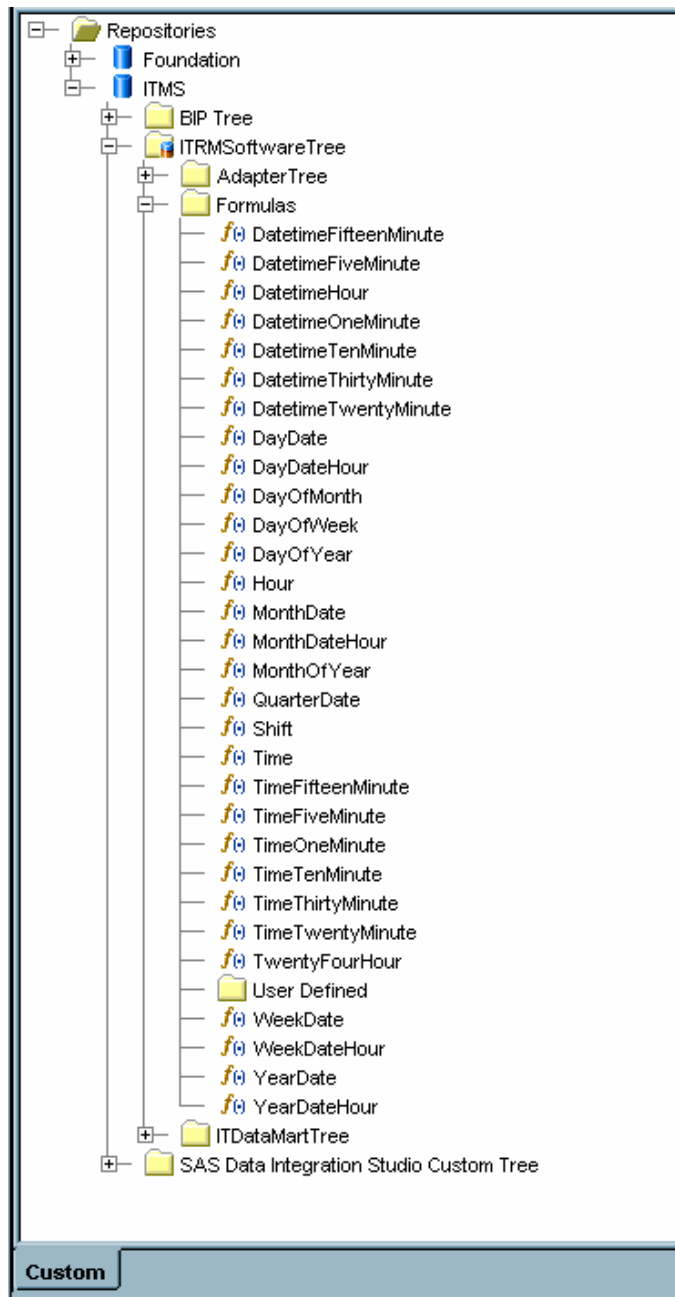 Repositories
Foundation
ITMS
BIP Tree
ITRMSoftwareTree
AdapterTree
Formulas
DatetimeFifteenMinute
DatetimeFiveMinute
DatetimeHour
DatetimeOneMinute
DatetimeTenMinute
DatetimeThirtyMinute
DatetimeTwentyMinute
DayDate
DayDateHour
DayOfMonth
DayOfWeek
DayOfYear
Hour
MonthDate
MonthDateHour
MonthOfYear
QuarterDate
Shift
Time
TimeFifteenMinute
TimeFiveMinute
TimeOneMinute
TimeTenMinute
TimeThirtyMinute
TimeTwentyMinute
TwentyFourHour
User Defined
WeekDate
WeekDateHour
YearDate
YearDateHour
ITDataMartTree
SAS Data Integration Studio Custom Tree
Custom